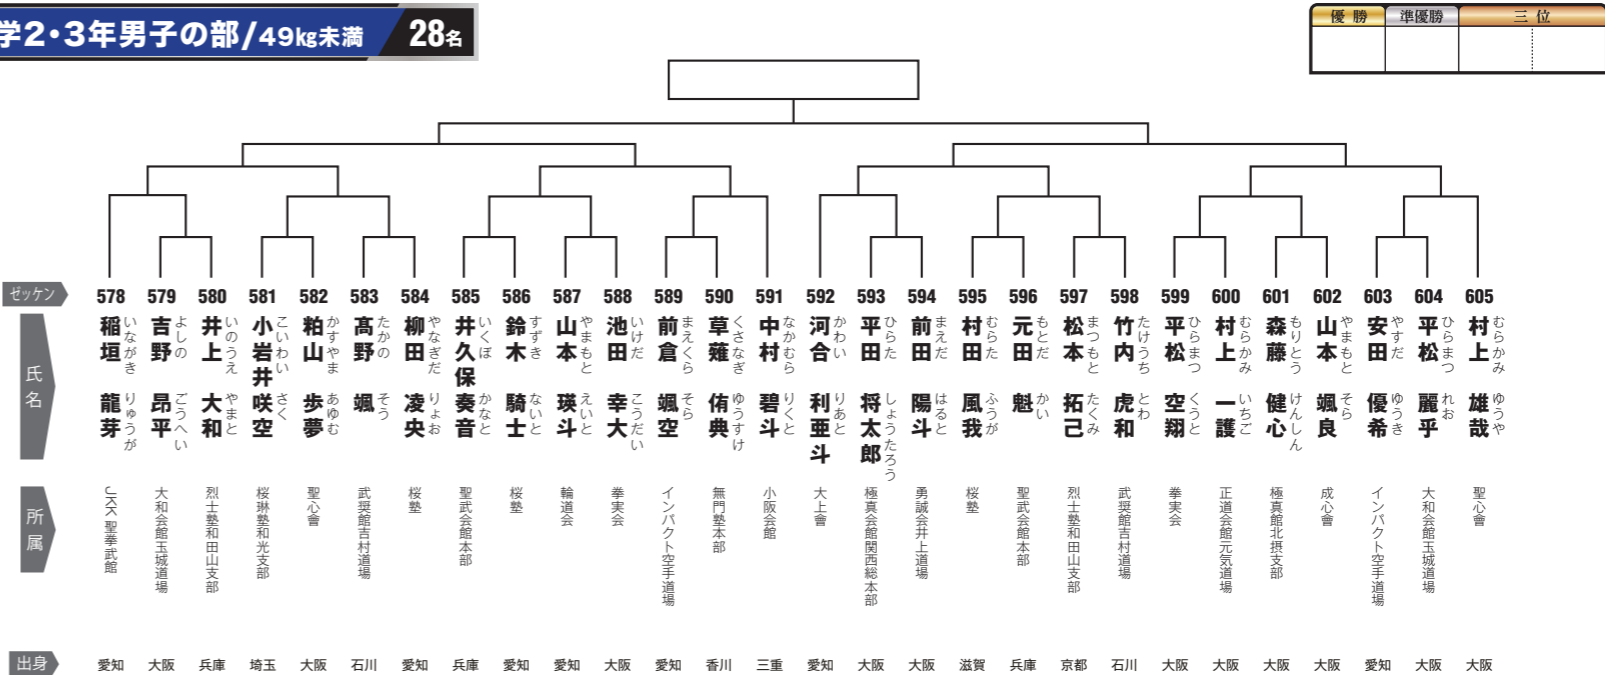 学2・3年男子の部/49kg未満 28名
優勝 準優勝 三位
ゼッケン 578 579 580 581 582 583 584 585 586 587 588 589 590 591 592 593 594 595 596 597 598 599 600 601 602 603 604 605
氏名
稲垣 龍芽 いながき りゅうが
吉野 昂平 よしの ごうへい
井上 大和 いのうえ やまと
小岩井 咲空 こいわい さく
粕山 歩夢 かすやま あゆむ
髙野 颯 たかの そう
柳田 凌央 やなぎだ りょお
井久保 奏音 いくぼ かなと
鈴木 騎士 すずき ないと
山本 瑛斗 やまもと えいと
池田 幸大 いけだ こうだい
前倉 颯空 まえくら そら
草薙 侑典 くさなぎ ゆうすけ
中村 碧斗 なかむら りくと
河合 利亜斗 かわい りあと
平田 将太郎 ひらた しょうたろう
前田 陽斗 まえだ はると
村田 風我 むらた ふうが
元田 魁 もとだ かい
松本 拓己 まつもと たくみ
竹内 虎和 たけうち とわ
平松 空翔 ひらまつ くうと
村上 一護 むらかみ いちご
森藤 健心 もりとう けんしん
山本 颯良 やまもと そら
安田 優希 やすだ ゆうき
平松 麗乎 ひらまつ れお
村上 雄哉 むらかみ ゆうや
所属
JKK 聖拳武館
大和会館玉城道場
烈士塾和田山支部
桜琳塾和光支部
聖心會
武奨館吉村道場
桜塾
聖武会館本部
桜塾
輪道会
拳実会
インパクト空手道場
無門塾本部
小阪会館
大上會
極真会館関西総本部
勇誠会井上道場
桜塾
聖武会館本部
烈士塾和田山支部
武奨館吉村道場
拳実会
正道会館元気道場
極真館北摂支部
成心會
インパクト空手道場
大和会館玉城道場
聖心會
出身 愛知 大阪 兵庫 埼玉 大阪 石川 愛知 兵庫 愛知 愛知 大阪 愛知 香川 三重 愛知 大阪 大阪 滋賀 兵庫 京都 石川 大阪 大阪 大阪 大阪 愛知 大阪 大阪